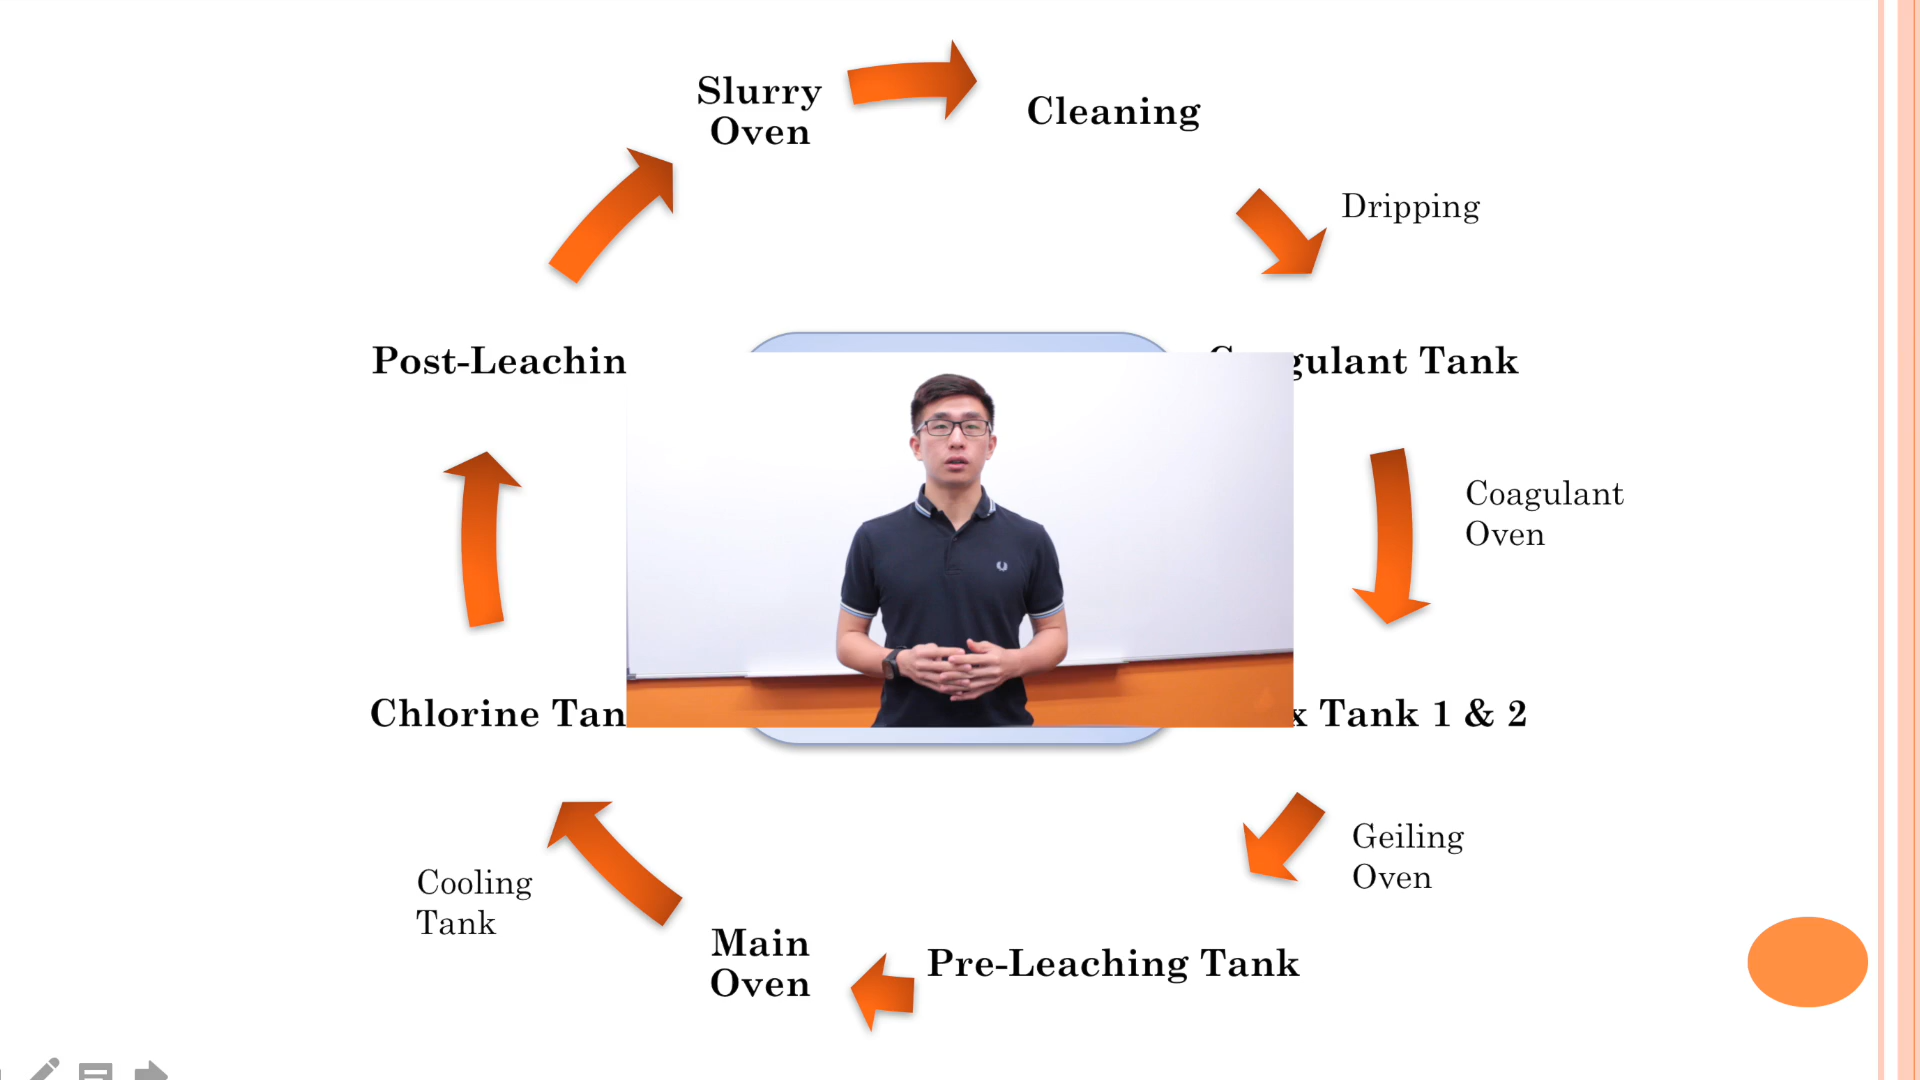 Slurry
Oven
Cleaning
Dripping
Post-Leachin
gulant Tank
Coagulant
Oven
Chlorine Tan
x Tank 1 & 2
Geiling
Oven
Cooling
Tank
Main
Oven
Pre-Leaching Tank